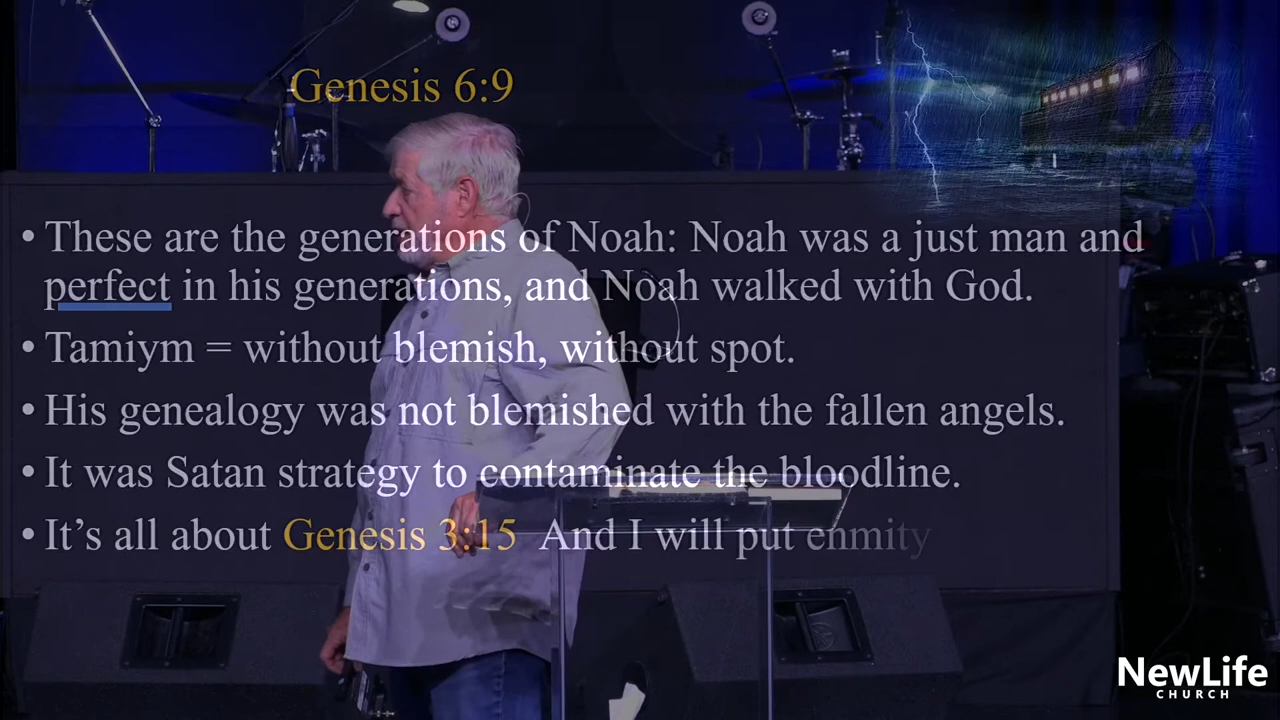 Genesis 6:9
• These are the generations of Noah: Noah was a just man and
perfect in his generations, and Noah walked with God.
• Tamiym = without blemish, without spot.
• His genealogy was not blemished with the fallen angels.
• It was Satan strategy to contaminate the bloodline.
• It’s all about Genesis 3:15 And I will put enmity
NewLife
CHURCH